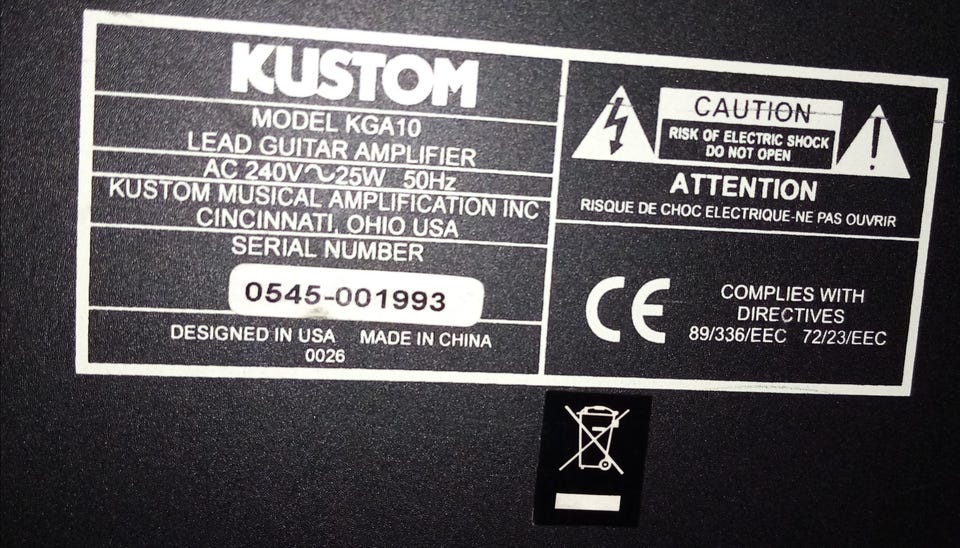 KUSTOM
MODEL KGA10
LEAD GUITAR AMPLIFIER
AC 240V～25W 50Hz
KUSTOM MUSICAL AMPLIFICATION INC
CINCINNATI, OHIO USA
SERIAL NUMBER
0545-001993
DESIGNED IN USA MADE IN CHINA
0026
CAUTION
RISK OF ELECTRIC SHOCK
DO NOT OPEN
ATTENTION
RISQUE DE CHOC ELECTRIQUE-NE PAS OUVRIR
CE
COMPLIES WITH
DIRECTIVES
89/336/EEC 72/23/EEC